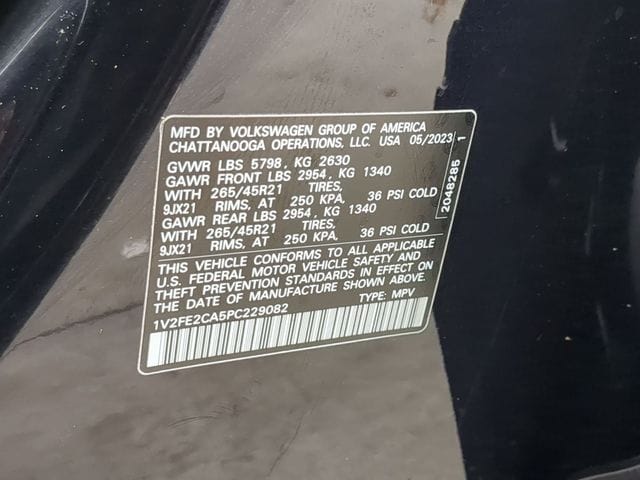 MFD BY VOLKSWAGEN GROUP OF AMERICA
CHATTANOOGA OPERATIONS, LLC. USA 05/2023
GVWR LBS 5798, KG 2630
GAWR FRONT LBS 2954, KG 1340
WITH 265/45R21 TIRES,
9JX21 RIMS, AT 250 KPA, 36 PSI COLD
GAWR REAR LBS 2954, KG 1340
WITH 265/45R21 TIRES,
9JX21 RIMS, AT 250 KPA, 36 PSI COLD
THIS VEHICLE CONFORMS TO ALL APPLICABLE
U.S. FEDERAL MOTOR VEHICLE SAFETY AND
THEFT PREVENTION STANDARDS IN EFFECT ON
THE DATE OF MANUFACTURE SHOWN ABOVE.
1V2FE2CA5PC229082 TYPE: MPV
2048285 1